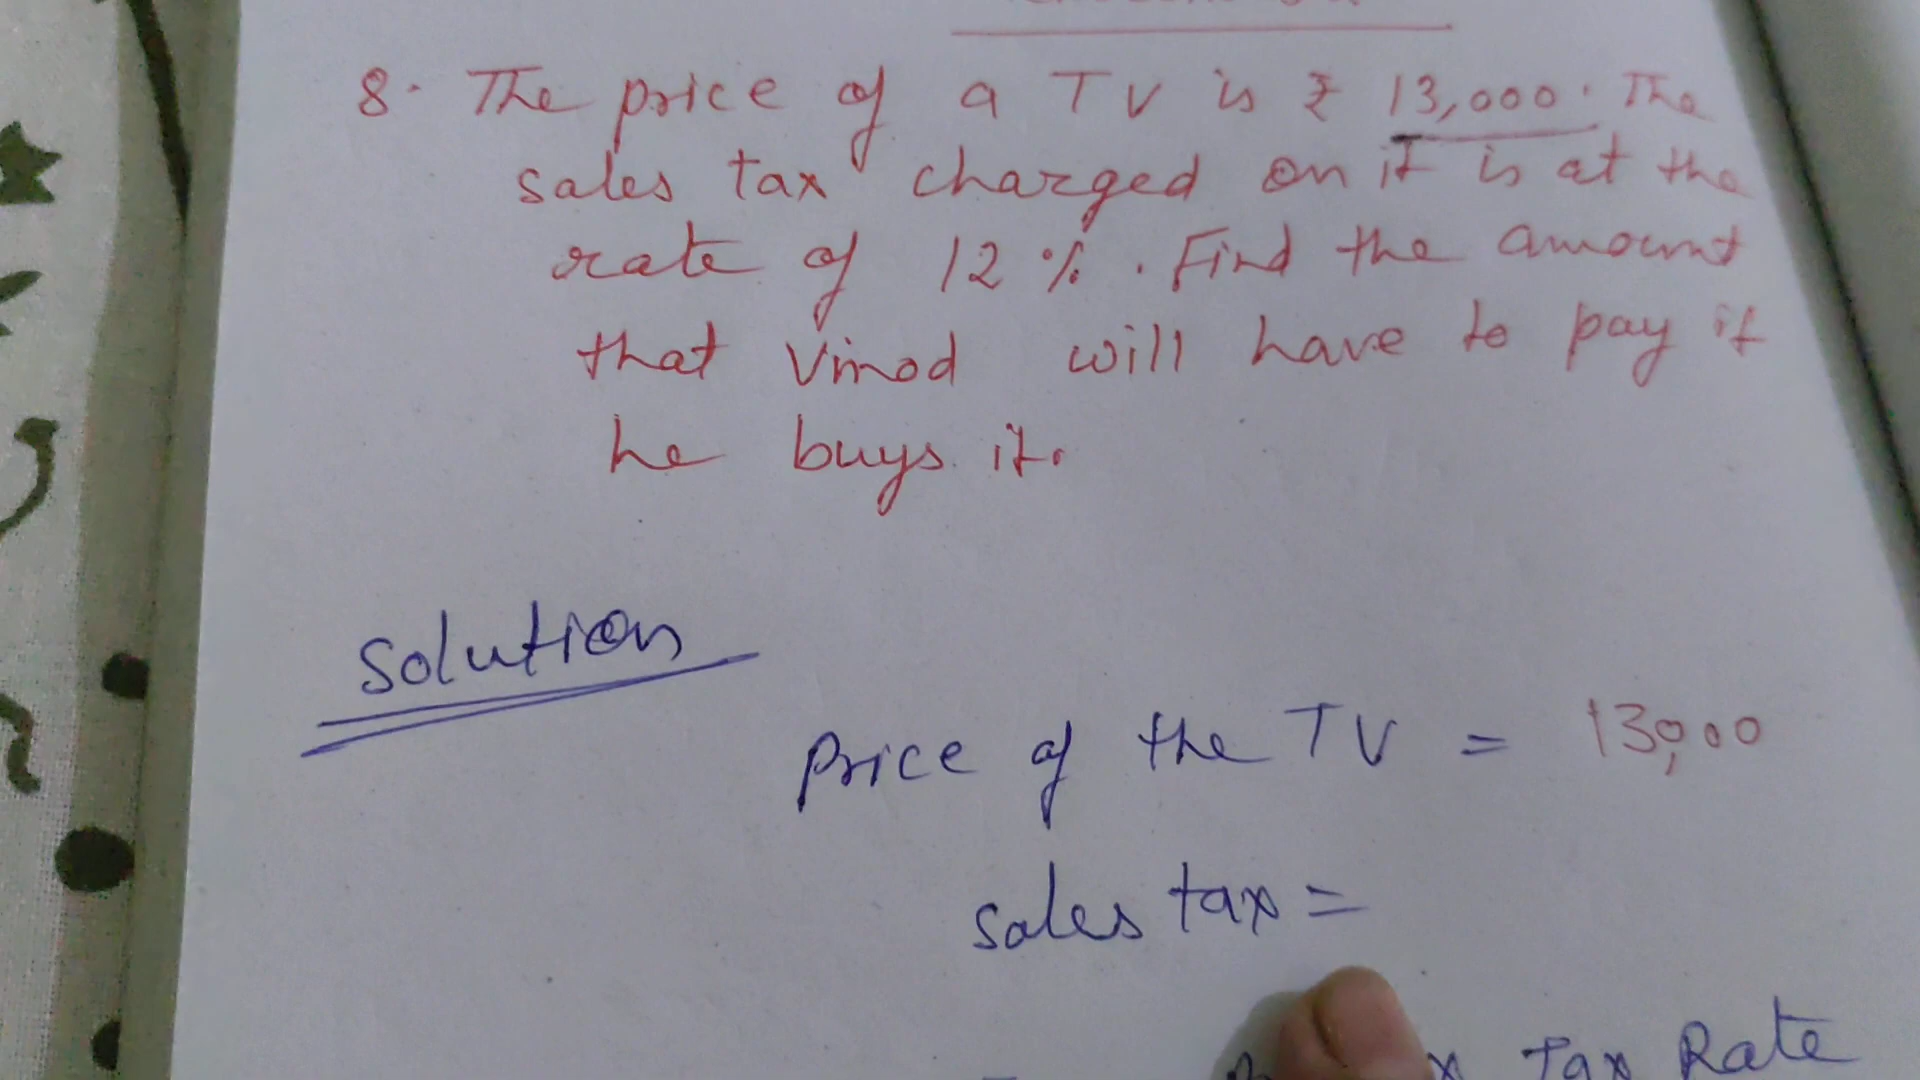 8. The price of a TV is ₹ 13,000. The
sales tax charged on it is at the
rate of 12 %. Find the amount
that Vinod will have to pay if
he buys it.
Solution
Price of the TV = 13,000
Sales tax =
x Tax Rate